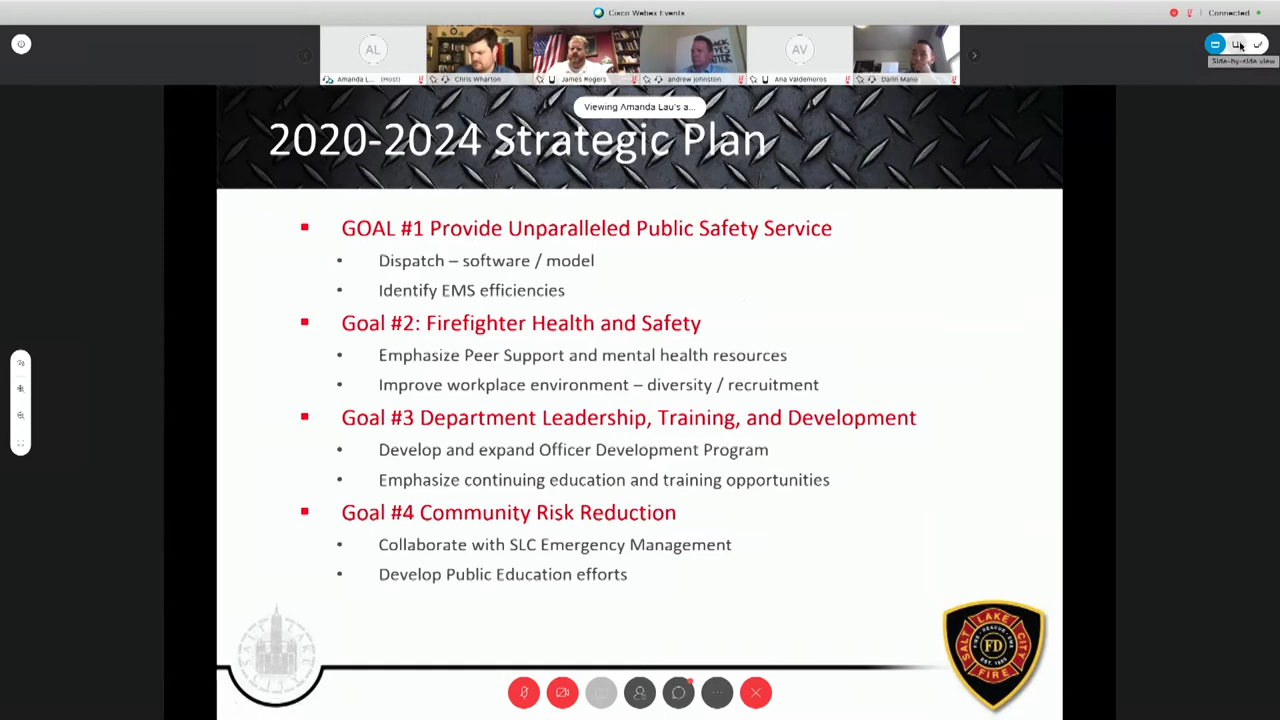 Cisco Webex Events
Connected
AL
AV
Amanda L... (Host)
Chris Wharton
James Rogers
andrew johnston
Ana Valdemoros
Darin Mano
Side-by-side view
Viewing Amanda Lau's a...
2020-2024 Strategic Plan
GOAL #1 Provide Unparalleled Public Safety Service
Dispatch – software / model
Identify EMS efficiencies
Goal #2: Firefighter Health and Safety
Emphasize Peer Support and mental health resources
Improve workplace environment – diversity / recruitment
Goal #3 Department Leadership, Training, and Development
Develop and expand Officer Development Program
Emphasize continuing education and training opportunities
Goal #4 Community Risk Reduction
Collaborate with SLC Emergency Management
Develop Public Education efforts
SALT LAKE CITY
FIRE
FD